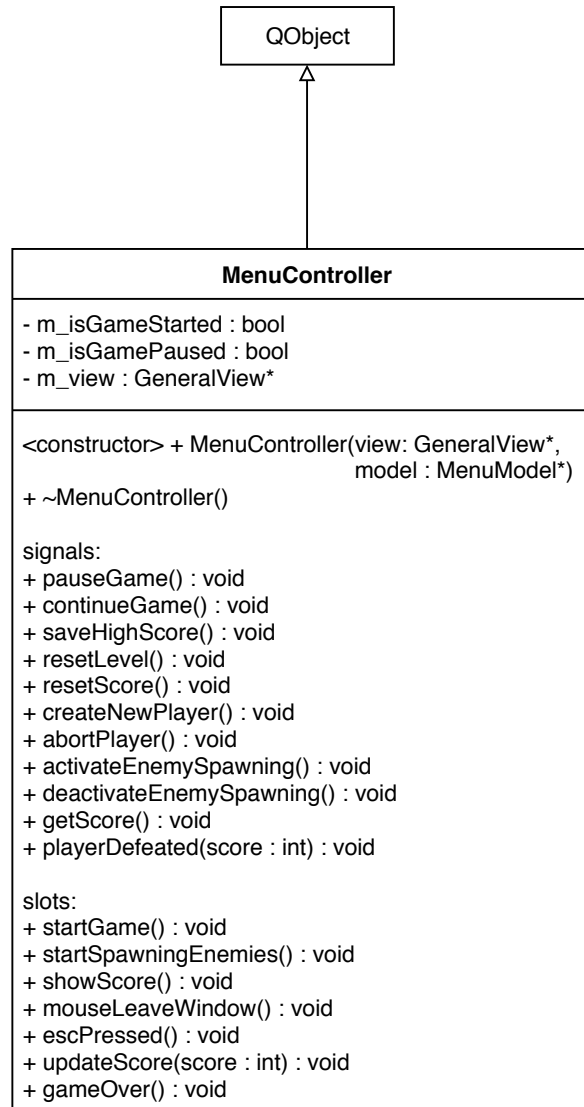 QObject
MenuController
- m_isGameStarted : bool
- m_isGamePaused : bool
- m_view : GeneralView*
<constructor> + MenuController(view: GeneralView*,
model : MenuModel*)
+ ~MenuController()
signals:
+ pauseGame() : void
+ continueGame() : void
+ saveHighScore() : void
+ resetLevel() : void
+ resetScore() : void
+ createNewPlayer() : void
+ abortPlayer() : void
+ activateEnemySpawning() : void
+ deactivateEnemySpawning() : void
+ getScore() : void
+ playerDefeated(score : int) : void
slots:
+ startGame() : void
+ startSpawningEnemies() : void
+ showScore() : void
+ mouseLeaveWindow() : void
+ escPressed() : void
+ updateScore(score : int) : void
+ gameOver() : void